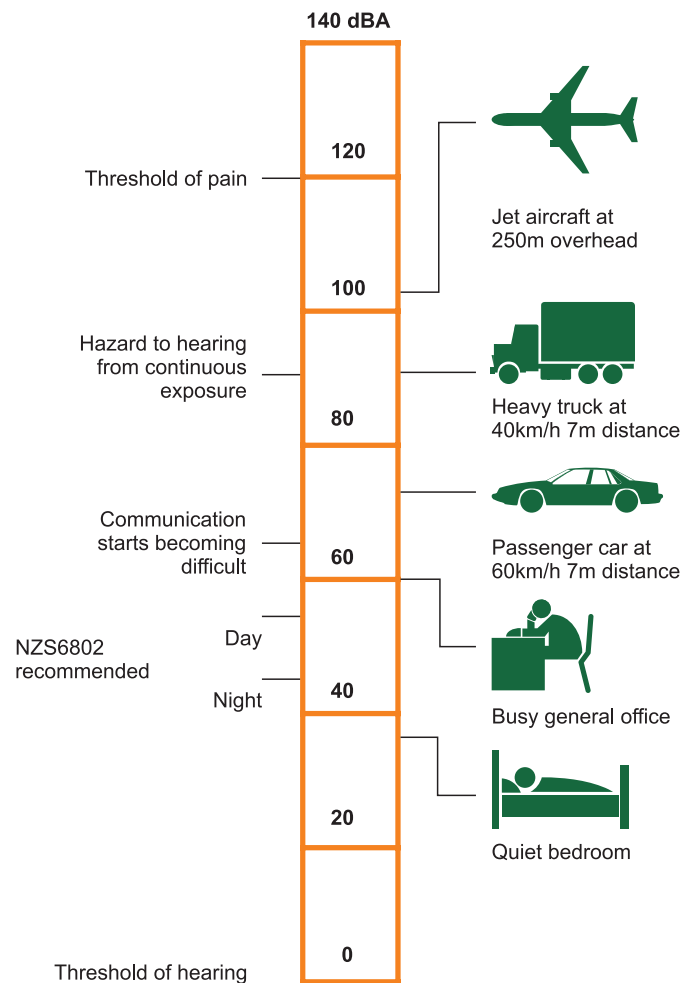 140 dBA
120
Threshold of pain
Jet aircraft at
250m overhead
100
Hazard to hearing
from continuous
exposure
Heavy truck at
40km/h 7m distance
80
Communication
starts becoming
difficult
60
Passenger car at
60km/h 7m distance
NZS6802
recommended
Day
Night
40
Busy general office
20
Quiet bedroom
0
Threshold of hearing